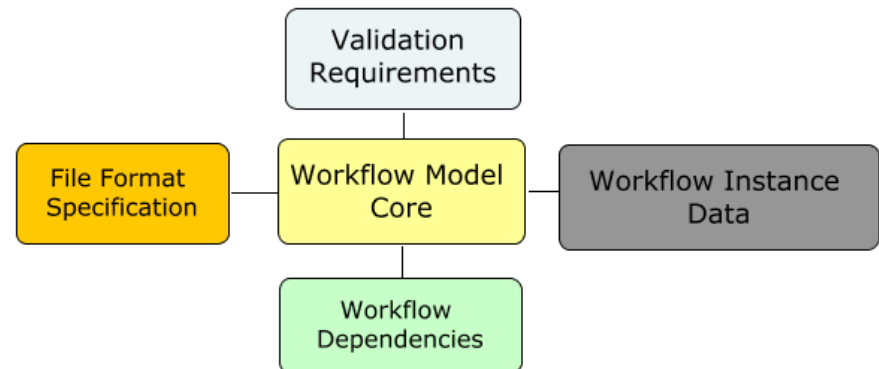 Validation
Requirements
File Format
Specification
Workflow Model
Core
Workflow Instance
Data
Workflow
Dependencies